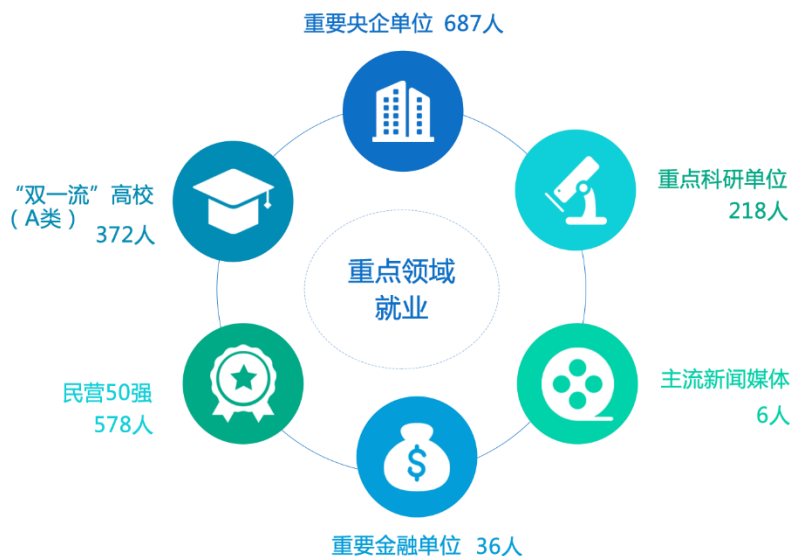 重要央企单位 687人
“双一流”高校
（A类）
372人
重点科研单位
218人
重点领域
就业
民营50强
578人
主流新闻媒体
6人
重要金融单位 36人